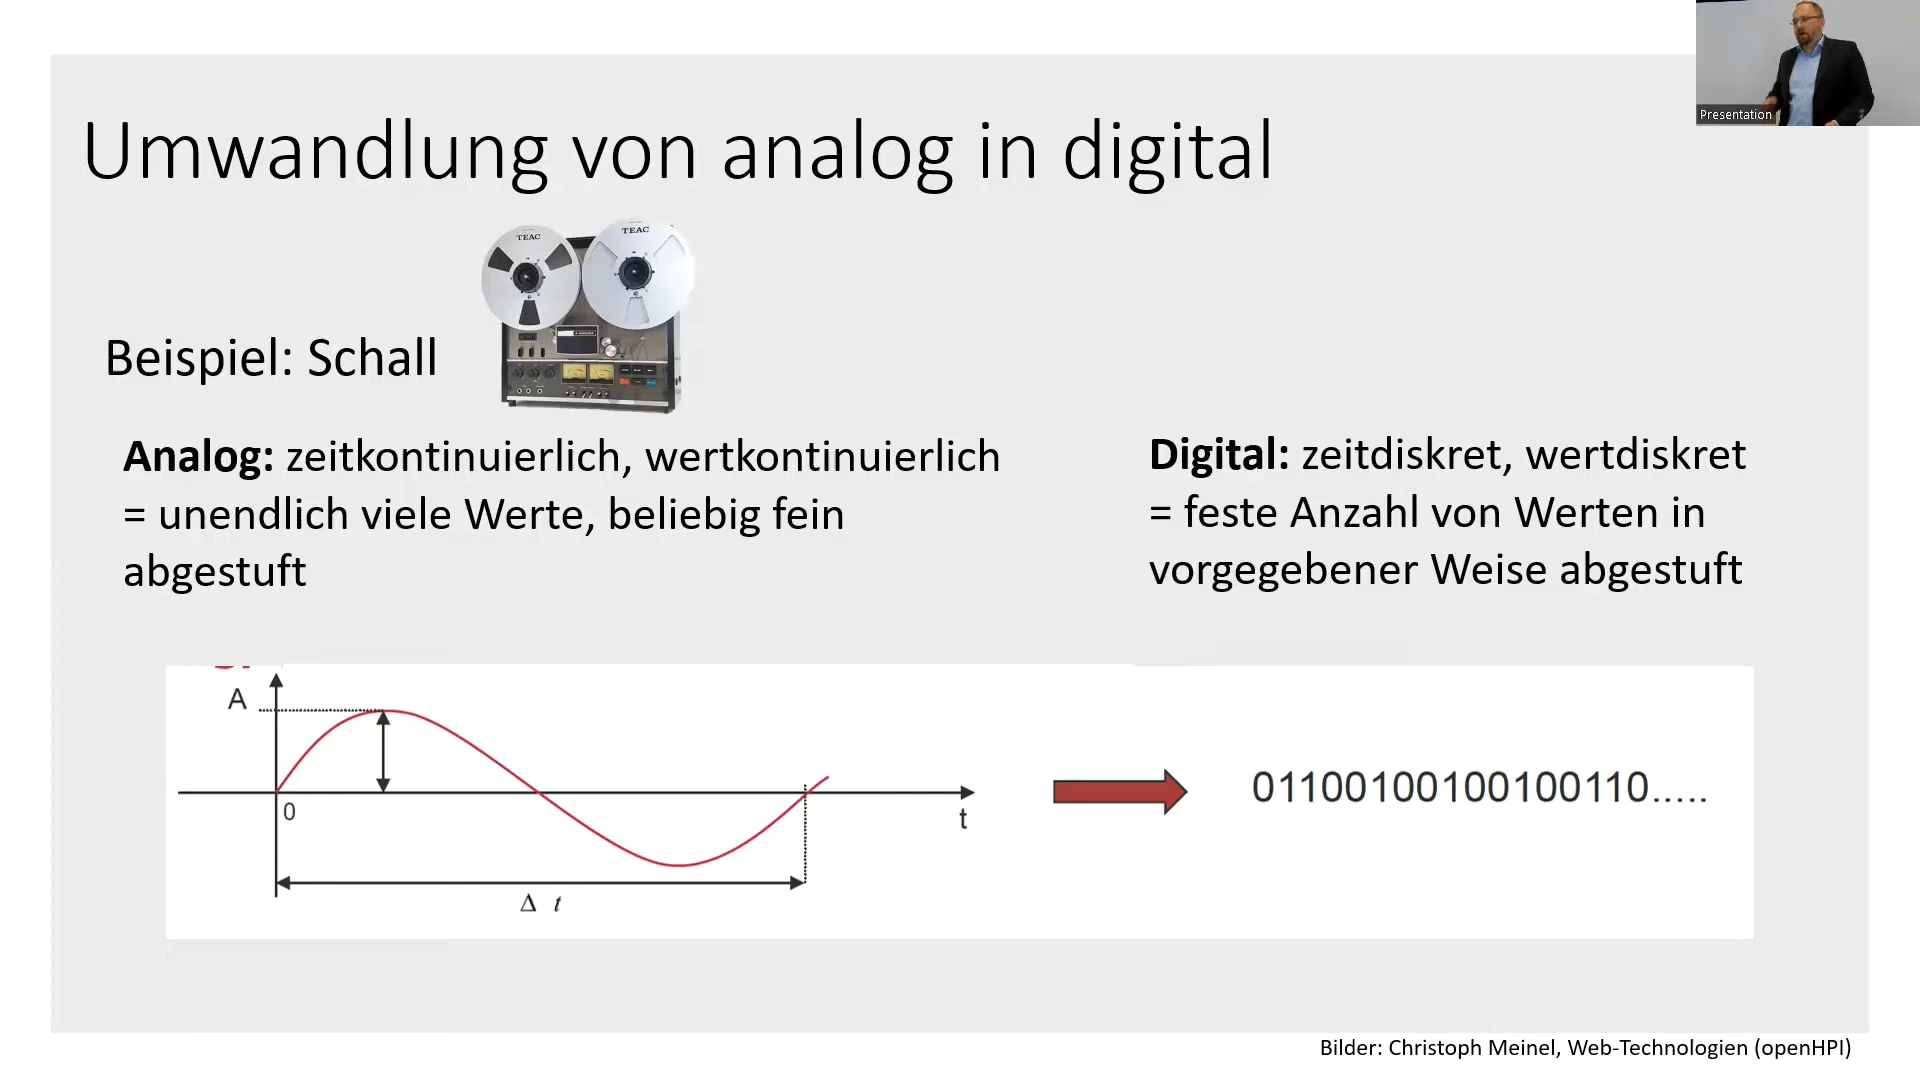 Presentation
Umwandlung von analog in digital
TEAC
TEAC
Beispiel: Schall
Analog: zeitkontinuierlich, wertkontinuierlich
= unendlich viele Werte, beliebig fein
abgestuft
Digital: zeitdiskret, wertdiskret
= feste Anzahl von Werten in
vorgegebener Weise abgestuft
A
0
t
Δ t
01100100100100110.....
Bilder: Christoph Meinel, Web-Technologien (openHPI)